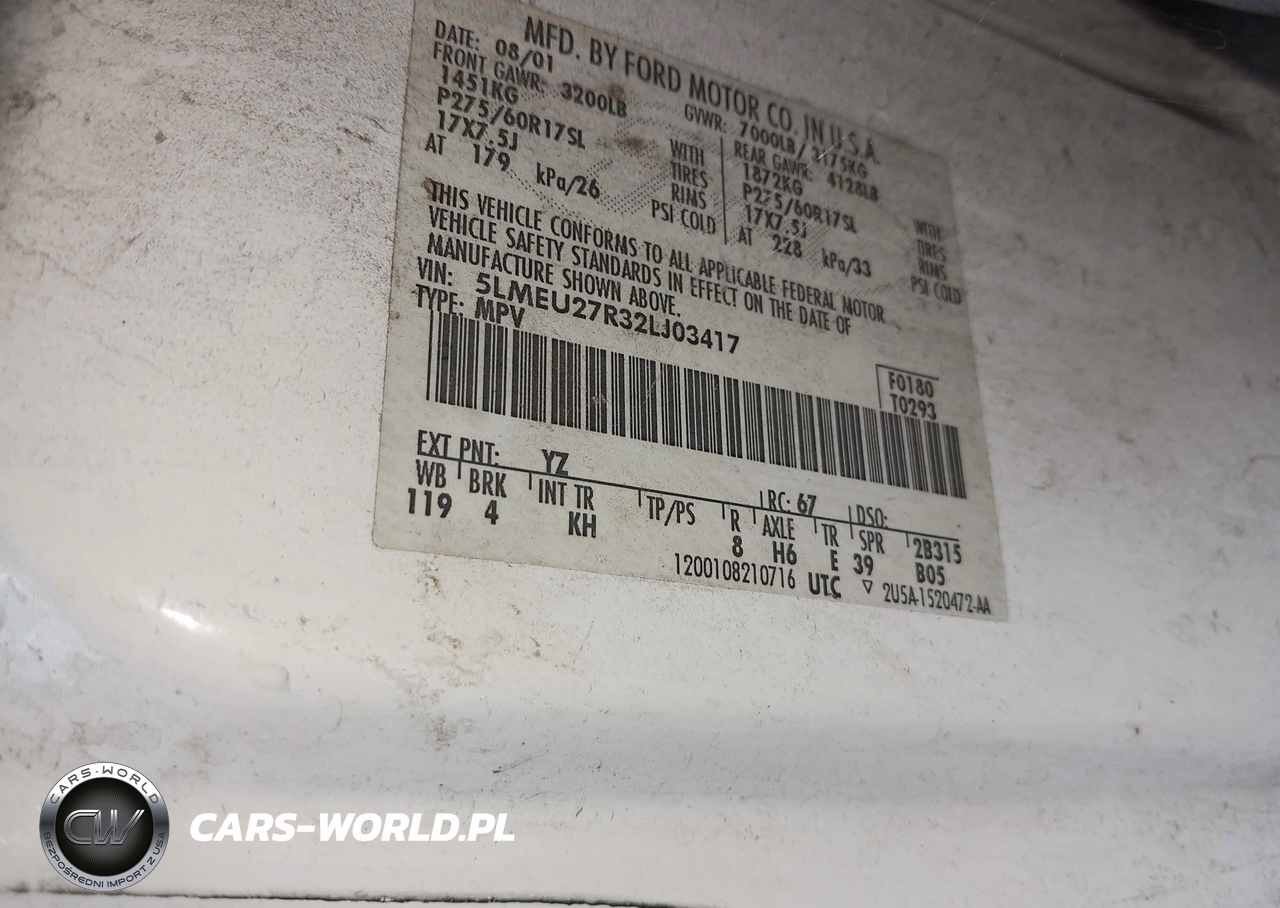 MFD. BY FORD MOTOR CO. IN U.S.A.
DATE: 08/01 GVWR: 7000LB/ 3175KG
FRONT GAWR: 3200LB REAR GAWR: 4128LB
1451KG WITH 1872KG WITH
P275/60R17SL TIRES P275/60R17SL TIRES
17X7.5J RIMS 17X7.5J RIMS
AT 179 kPa/26 PSI COLD AT 228 kPa/33 PSI COLD
THIS VEHICLE CONFORMS TO ALL APPLICABLE FEDERAL MOTOR
VEHICLE SAFETY STANDARDS IN EFFECT ON THE DATE OF
MANUFACTURE SHOWN ABOVE.
VIN: 5LMEU27R32LJ03417
TYPE: MPV
F0180
T0293
EXT PNT: YZ RC: 67 DSO:
WB BRK INT TR TP/PS R AXLE TR SPR 2B315
119 4 KH 8 H6 E 39 B05
1200108210716 UTC ▽ 2U5A-1520472-AA
CARS-WORLD
CW
BEZPOŚREDNI IMPORT Z USA
CARS-WORLD.PL